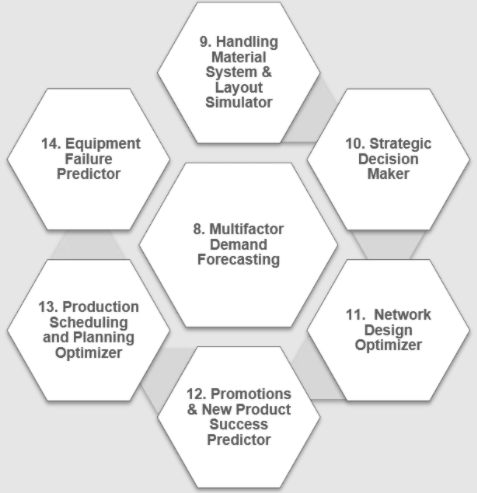 9. Handling
Material
System &
Layout
Simulator
14. Equipment
Failure
Predictor
10. Strategic
Decision
Maker
8. Multifactor
Demand
Forecasting
13. Production
Scheduling
and Planning
Optimizer
11. Network
Design
Optimizer
12. Promotions
& New Product
Success
Predictor